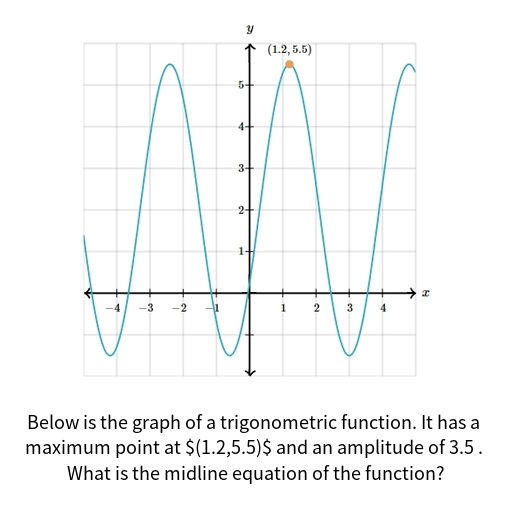 y
(1.2, 5.5)
5
4
3
2
1
x
−4 −3 −2 −1 1 2 3 4
Below is the graph of a trigonometric function. It has a
maximum point at $(1.2,5.5)$ and an amplitude of 3.5 .
What is the midline equation of the function?